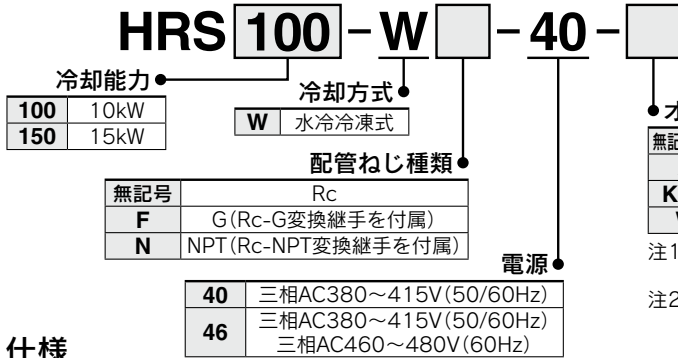 HRS 100 - W - 40 -
冷却能力
100 10kW
150 15kW
冷却方式
W 水冷冷凍式
配管ねじ種類
無記号 Rc
F G(Rc-G変換継手を付属)
N NPT(Rc-NPT変換継手を付属)
電源
40 三相AC380～415V(50/60Hz)
46 三相AC380～415V(50/60Hz)
三相AC460～480V(60Hz)
無記
K
注1
注2
仕様